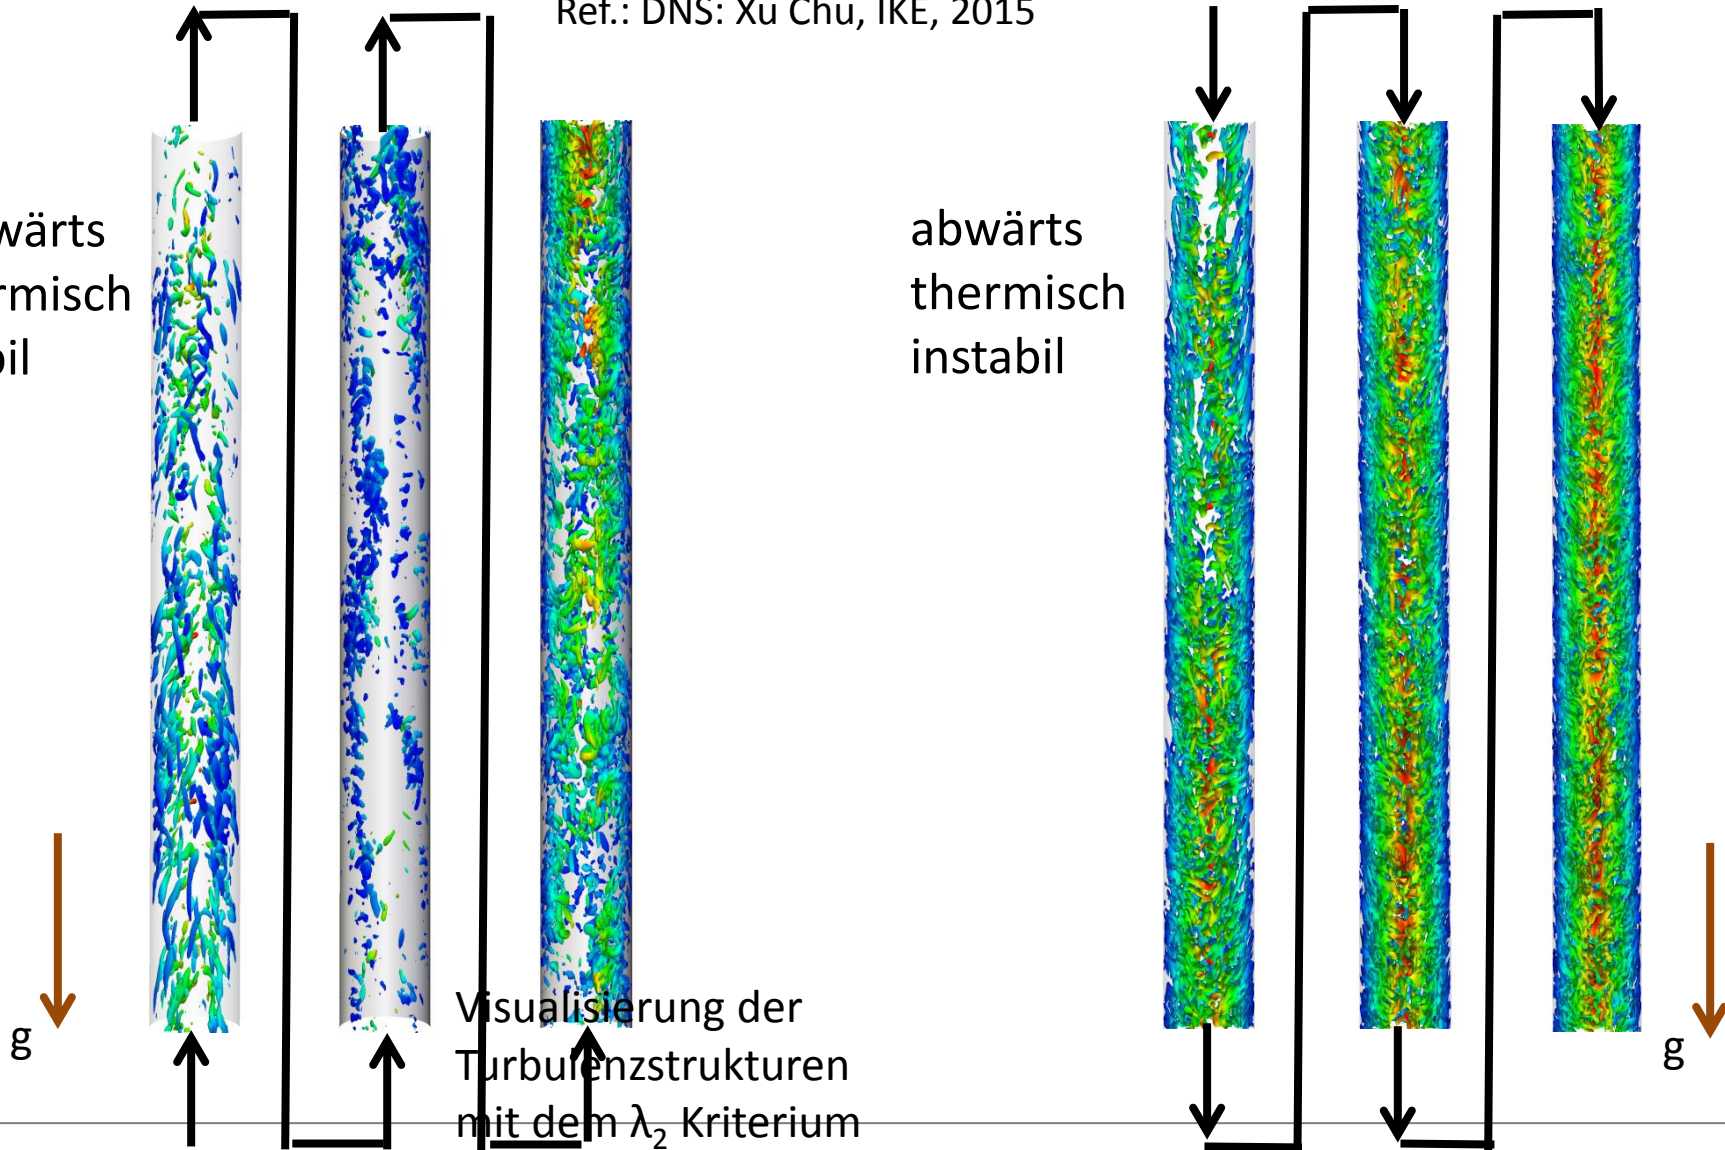 Ref.: DNS: Xu Chu, IKE, 2015
wärts
rmisch
bil
abwärts
thermisch
instabil
g
g
Visualisierung der
Turbulenzstrukturen
mit dem λ₂ Kriterium